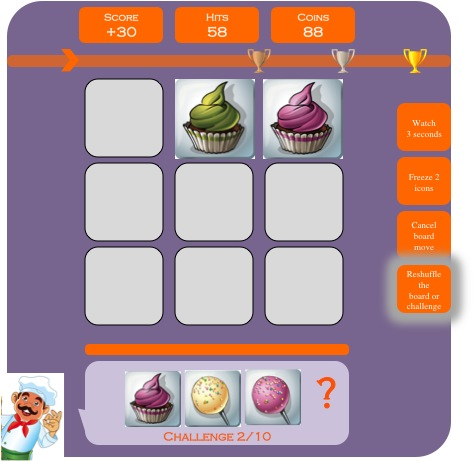 Score
+30
Hits
58
Coins
88
Watch
3 seconds
Freeze 2
icons
Cancel
board
move
Reshuffle
the
board or
challenge
?
Challenge 2/10